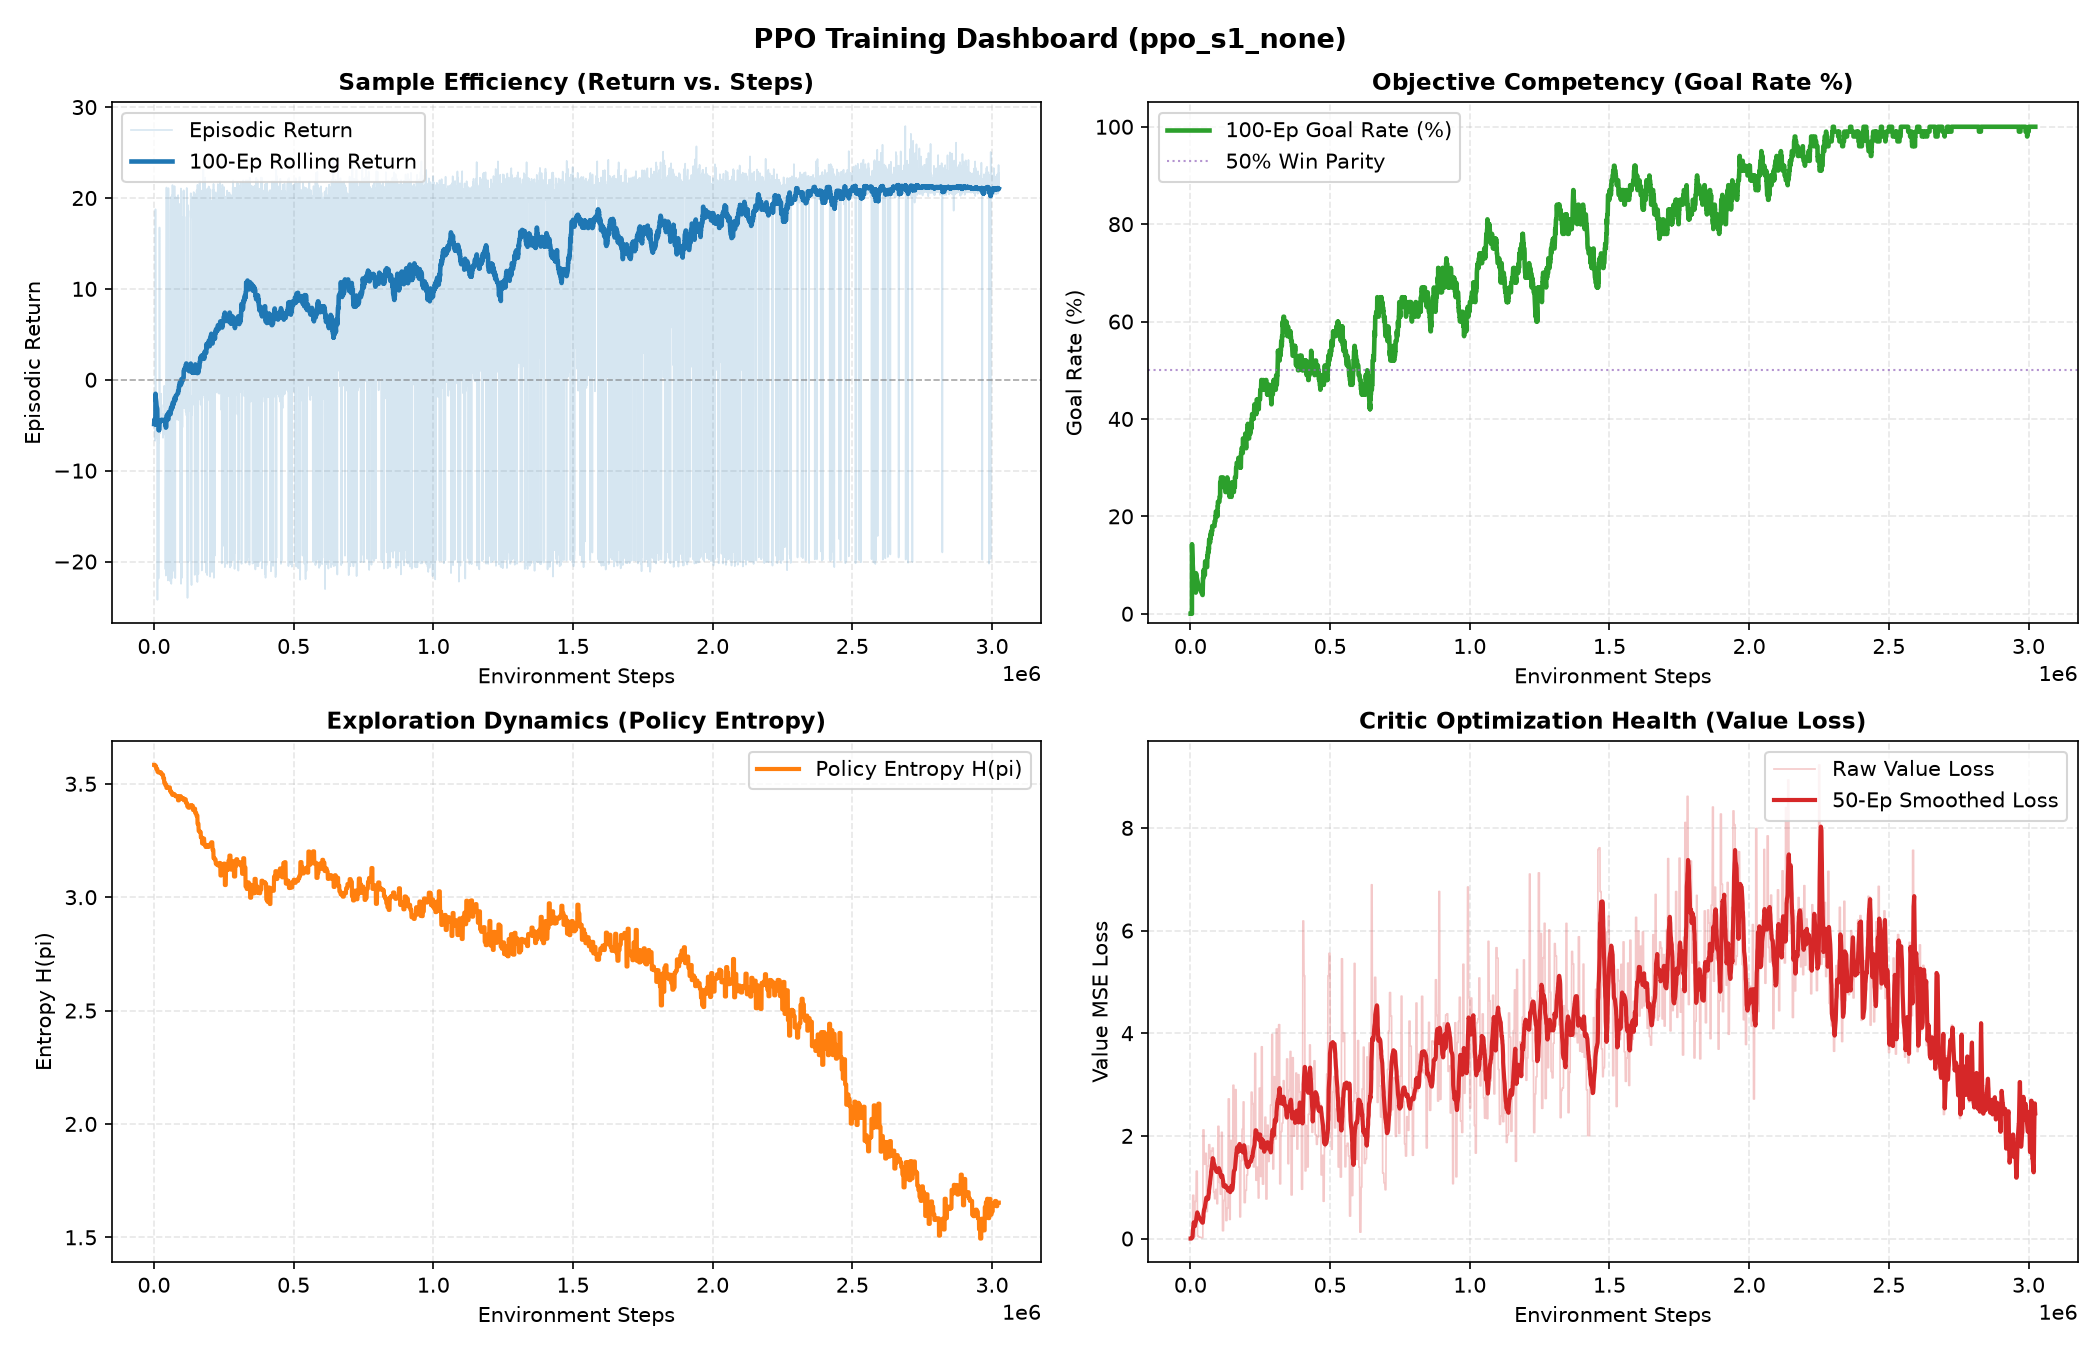 PPO Training Dashboard (ppo_s1_none)
Sample Efficiency (Return vs. Steps)
30
20
10
0
−10
−20
Episodic Return
Episodic Return
100-Ep Rolling Return
0.0 0.5 1.0 1.5 2.0 2.5 3.0
1e6
Environment Steps
Objective Competency (Goal Rate %)
100
80
60
40
20
0
Goal Rate (%)
100-Ep Goal Rate (%)
50% Win Parity
0.0 0.5 1.0 1.5 2.0 2.5 3.0
1e6
Environment Steps
Exploration Dynamics (Policy Entropy)
3.5
3.0
2.5
2.0
1.5
Entropy H(pi)
Policy Entropy H(pi)
0.0 0.5 1.0 1.5 2.0 2.5 3.0
1e6
Environment Steps
Critic Optimization Health (Value Loss)
8
6
4
2
0
Value MSE Loss
Raw Value Loss
50-Ep Smoothed Loss
0.0 0.5 1.0 1.5 2.0 2.5 3.0
1e6
Environment Steps